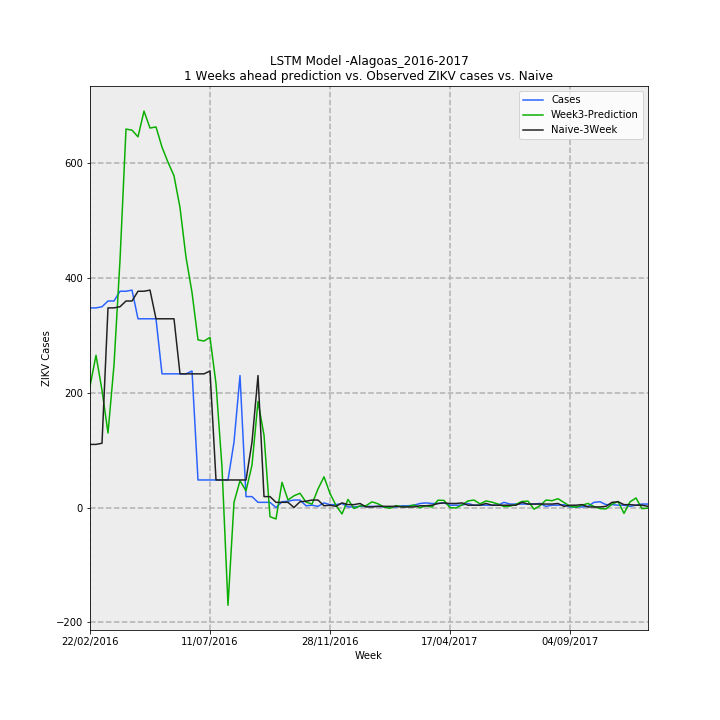 LSTM Model -Alagoas_2016-2017
1 Weeks ahead prediction vs. Observed ZIKV cases vs. Naive
Cases
Week3-Prediction
Naive-3Week
600
400
200
0
−200
ZIKV Cases
22/02/2016
11/07/2016
28/11/2016
17/04/2017
04/09/2017
Week